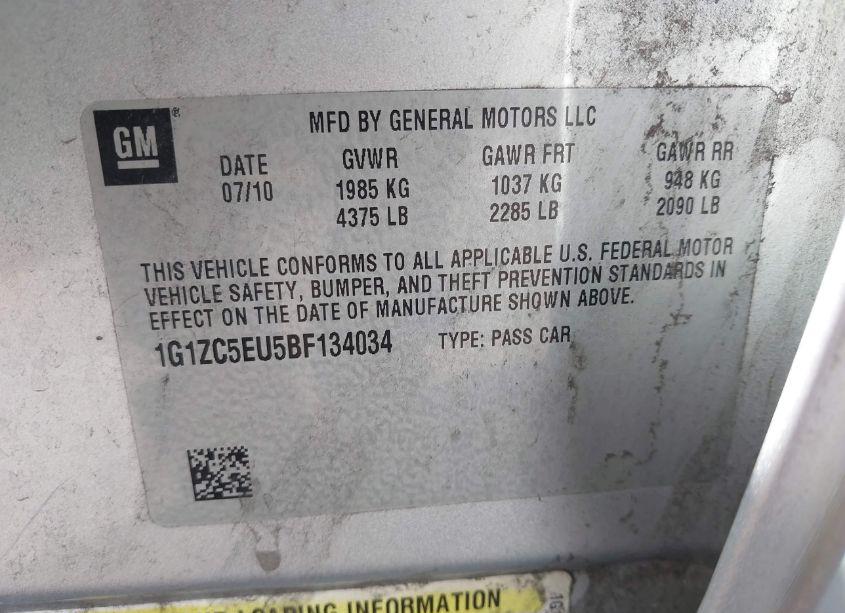 GM ®
MFD BY GENERAL MOTORS LLC
DATE GVWR GAWR FRT GAWR RR
07/10 1985 KG 1037 KG 948 KG
4375 LB 2285 LB 2090 LB
THIS VEHICLE CONFORMS TO ALL APPLICABLE U.S. FEDERAL MOTOR
VEHICLE SAFETY, BUMPER, AND THEFT PREVENTION STANDARDS IN
EFFECT ON THE DATE OF MANUFACTURE SHOWN ABOVE.
1G1ZC5EU5BF134034 TYPE: PASS CAR
LOADING INFORMATION
1G